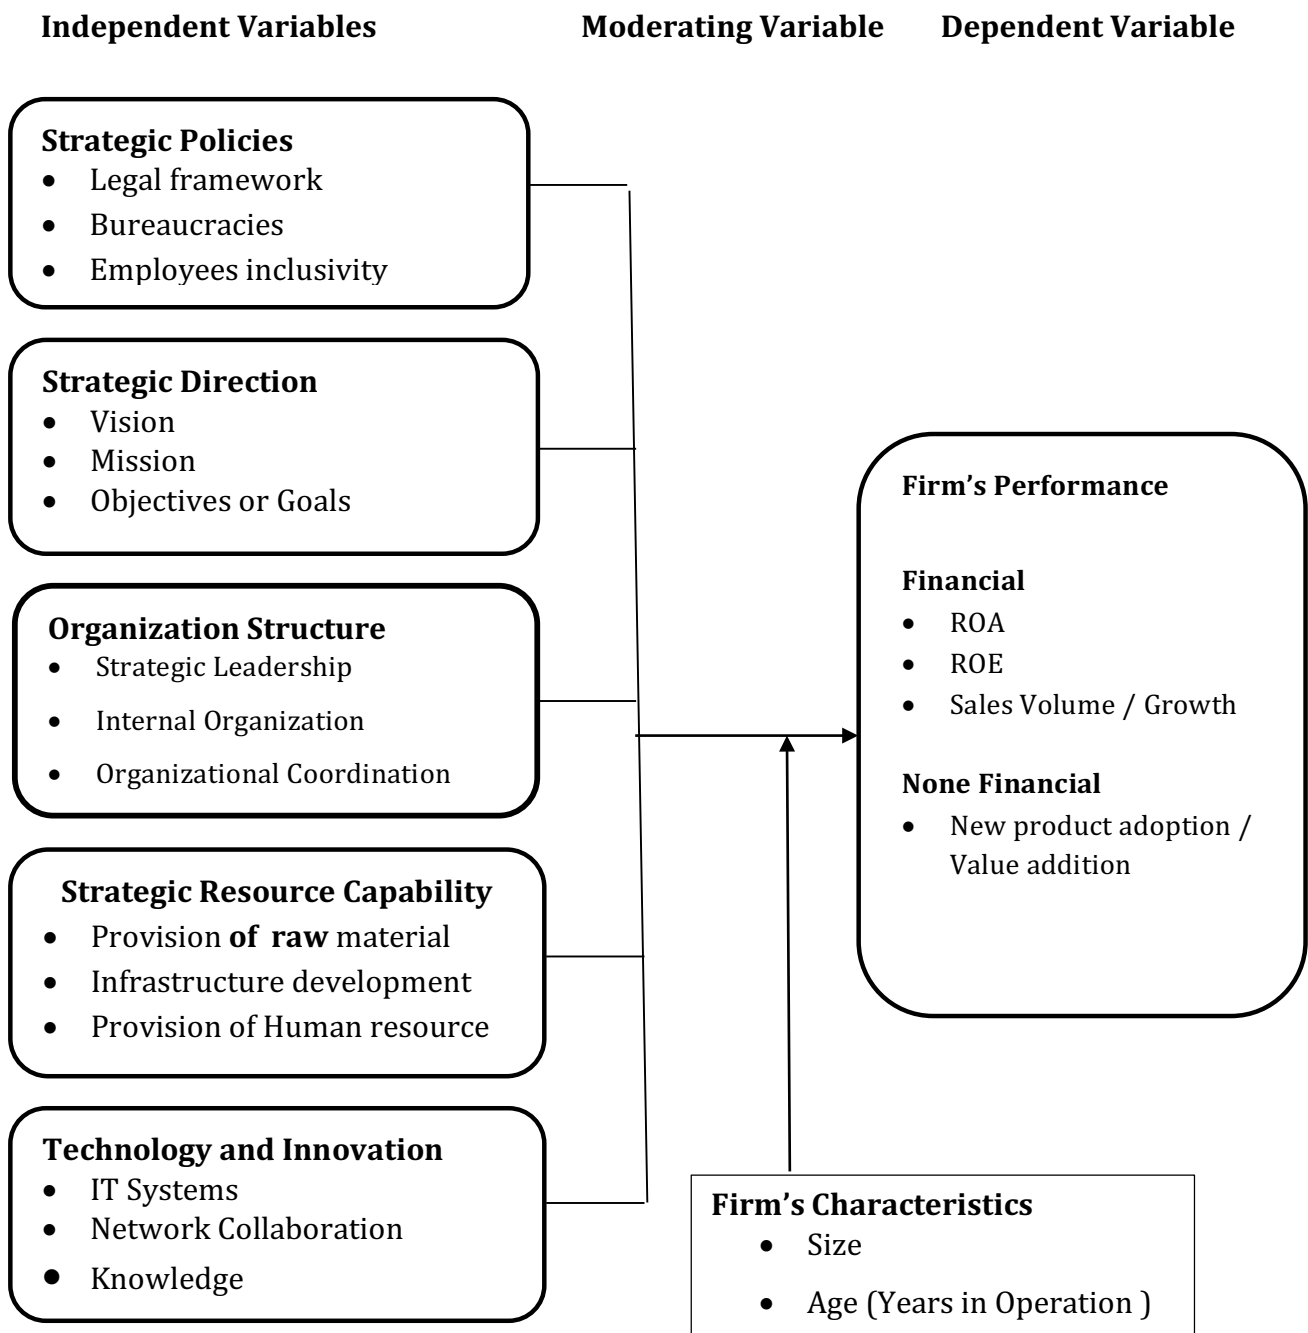 Independent Variables
Moderating Variable
Dependent Variable
Strategic Policies
• Legal framework
• Bureaucracies
• Employees inclusivity
Strategic Direction
• Vision
• Mission
• Objectives or Goals
Organization Structure
• Strategic Leadership
• Internal Organization
• Organizational Coordination
Strategic Resource Capability
• Provision of raw material
• Infrastructure development
• Provision of Human resource
Technology and Innovation
• IT Systems
• Network Collaboration
• Knowledge
Firm's Characteristics
• Size
• Age (Years in Operation )
Firm’s Performance
Financial
• ROA
• ROE
• Sales Volume / Growth
None Financial
• New product adoption /
Value addition